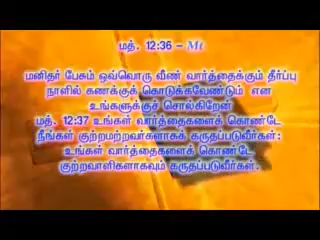 மத். 12:36 - Mt
மனிதர் பேசும் ஒவ்வொரு வீண் வார்த்தைக்கும் தீர்ப்பு
நாளில் கணக்குக் கொடுக்கவேண்டும் என
உங்களுக்குச் சொல்கிறேன்
மத். 12:37 உங்கள் வார்த்தைகளைக் கொண்டே
நீங்கள் குற்றமற்றவர்களாகக் கருதப்படுவீர்கள்:
உங்கள் வார்த்தைகளைக் கொண்டே
குற்றவாளிகளாகவும் கருதப்படுவீர்கள்.